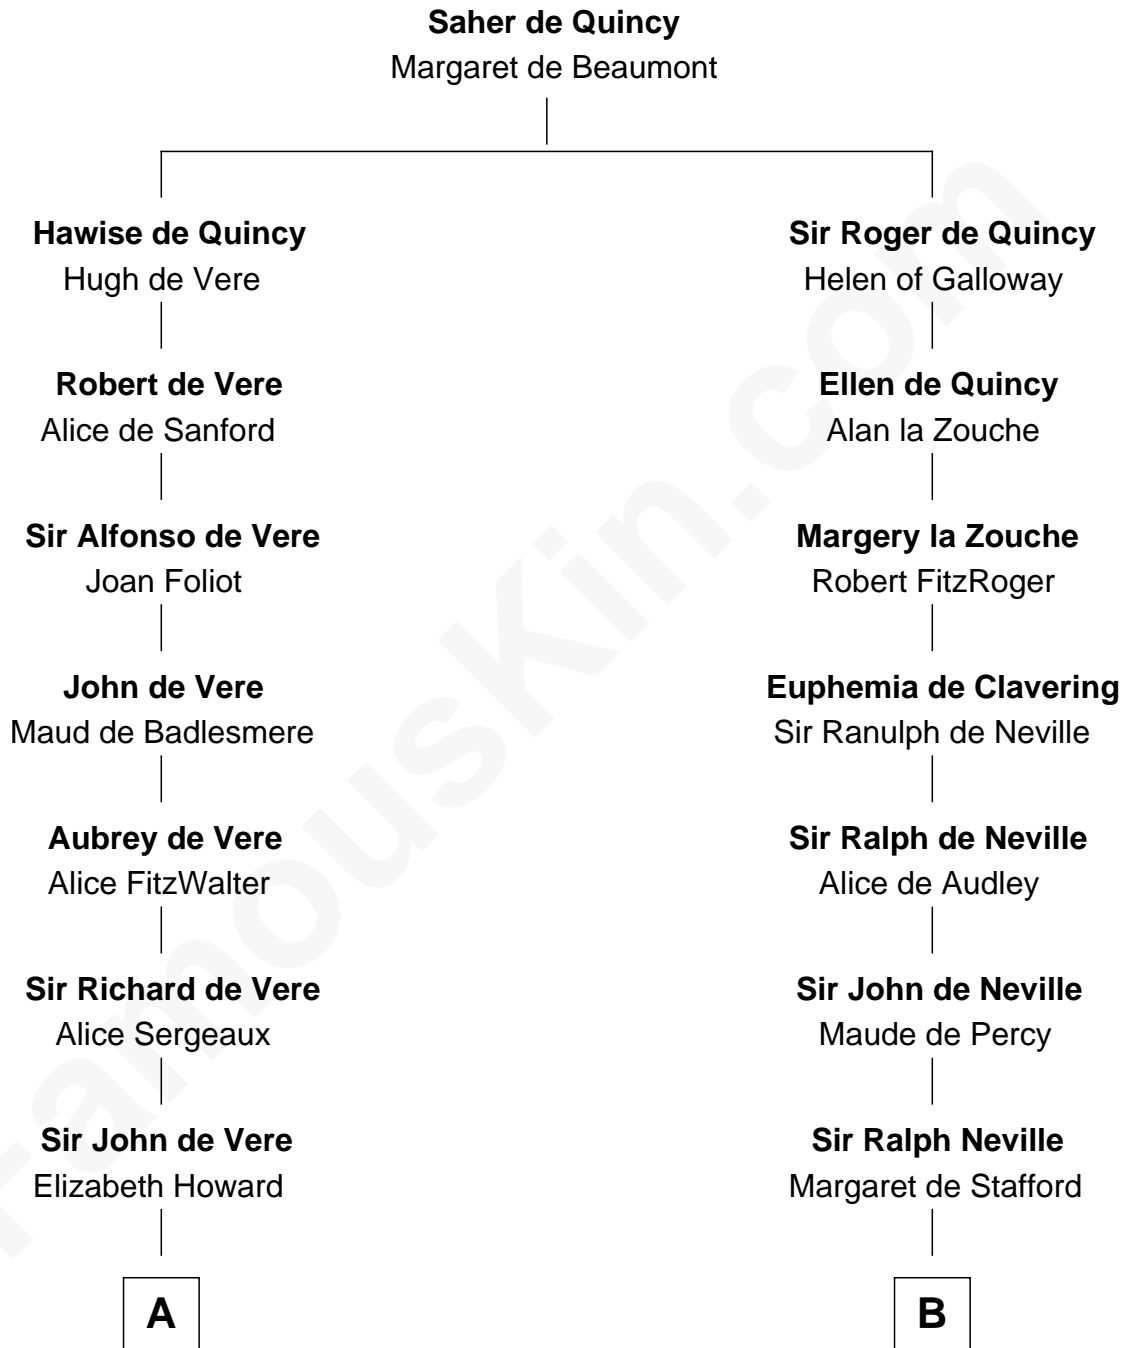 Saher de Quincy
Margaret de Beaumont
Hawise de Quincy
Hugh de Vere
Sir Roger de Quincy
Helen of Galloway
Robert de Vere
Alice de Sanford
Ellen de Quincy
Alan la Zouche
Sir Alfonso de Vere
Joan Foliot
Margery la Zouche
Robert FitzRoger
John de Vere
Maud de Badlesmere
Euphemia de Clavering
Sir Ranulph de Neville
Aubrey de Vere
Alice FitzWalter
Sir Ralph de Neville
Alice de Audley
Sir Richard de Vere
Alice Sergeaux
Sir John de Neville
Maude de Percy
Sir John de Vere
Elizabeth Howard
Sir Ralph Neville
Margaret de Stafford
A
B
FamousKin.com